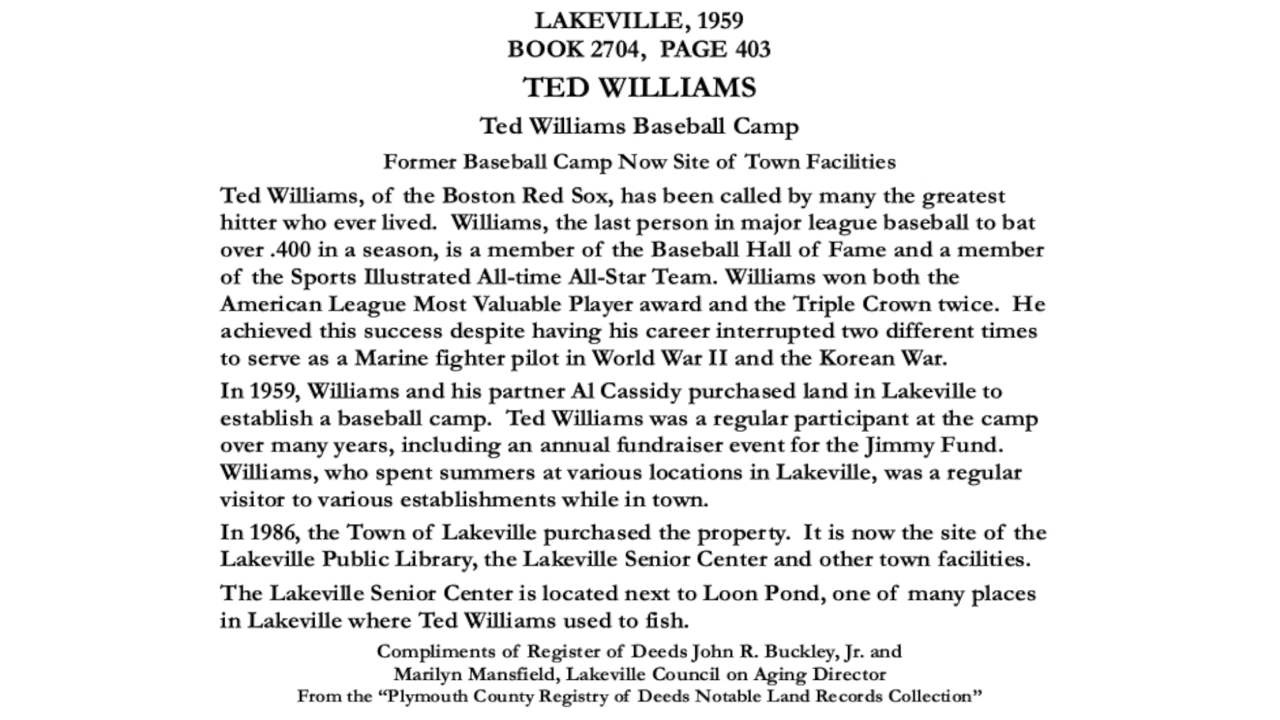 LAKEVILLE, 1959
BOOK 2704, PAGE 403
TED WILLIAMS
Ted Williams Baseball Camp
Former Baseball Camp Now Site of Town Facilities
Ted Williams, of the Boston Red Sox, has been called by many the greatest
hitter who ever lived. Williams, the last person in major league baseball to bat
over .400 in a season, is a member of the Baseball Hall of Fame and a member
of the Sports Illustrated All-time All-Star Team. Williams won both the
American League Most Valuable Player award and the Triple Crown twice. He
achieved this success despite having his career interrupted two different times
to serve as a Marine fighter pilot in World War II and the Korean War.
In 1959, Williams and his partner Al Cassidy purchased land in Lakeville to
establish a baseball camp. Ted Williams was a regular participant at the camp
over many years, including an annual fundraiser event for the Jimmy Fund.
Williams, who spent summers at various locations in Lakeville, was a regular
visitor to various establishments while in town.
In 1986, the Town of Lakeville purchased the property. It is now the site of the
Lakeville Public Library, the Lakeville Senior Center and other town facilities.
The Lakeville Senior Center is located next to Loon Pond, one of many places
in Lakeville where Ted Williams used to fish.
Compliments of Register of Deeds John R. Buckley, Jr. and
Marilyn Mansfield, Lakeville Council on Aging Director
From the “Plymouth County Registry of Deeds Notable Land Records Collection”